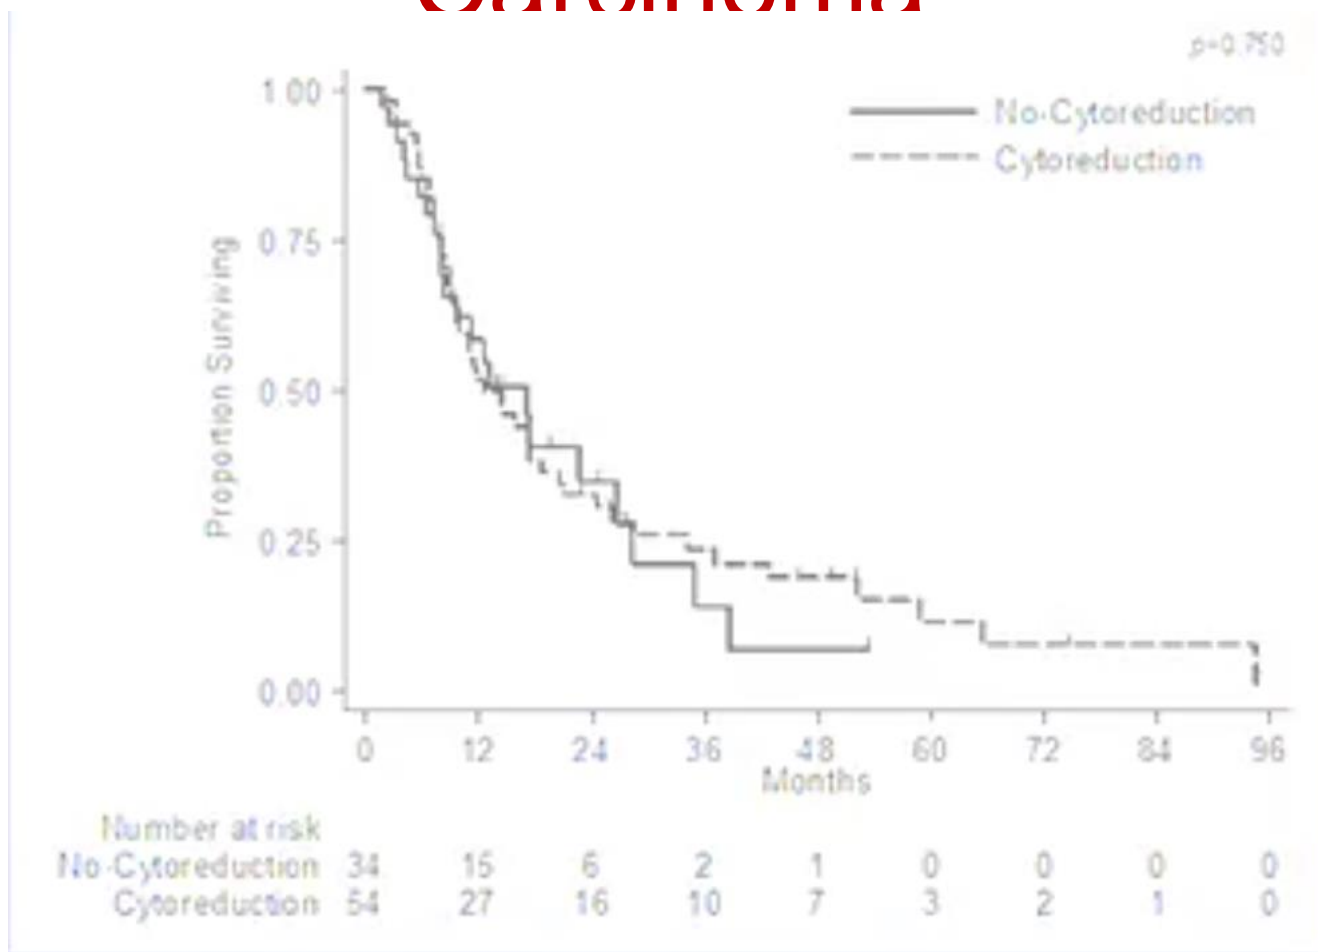 Carcinoma
p=0.750
1.00
No-Cytoreduction
Cytoreduction
0.75
0.50
0.25
0.00
Proportion Surviving
0 12 24 36 48 60 72 84 96
Months
Number at risk
No-Cytoreduction 34 15 6 2 1 0 0 0 0
Cytoreduction 54 27 16 10 7 3 2 1 0